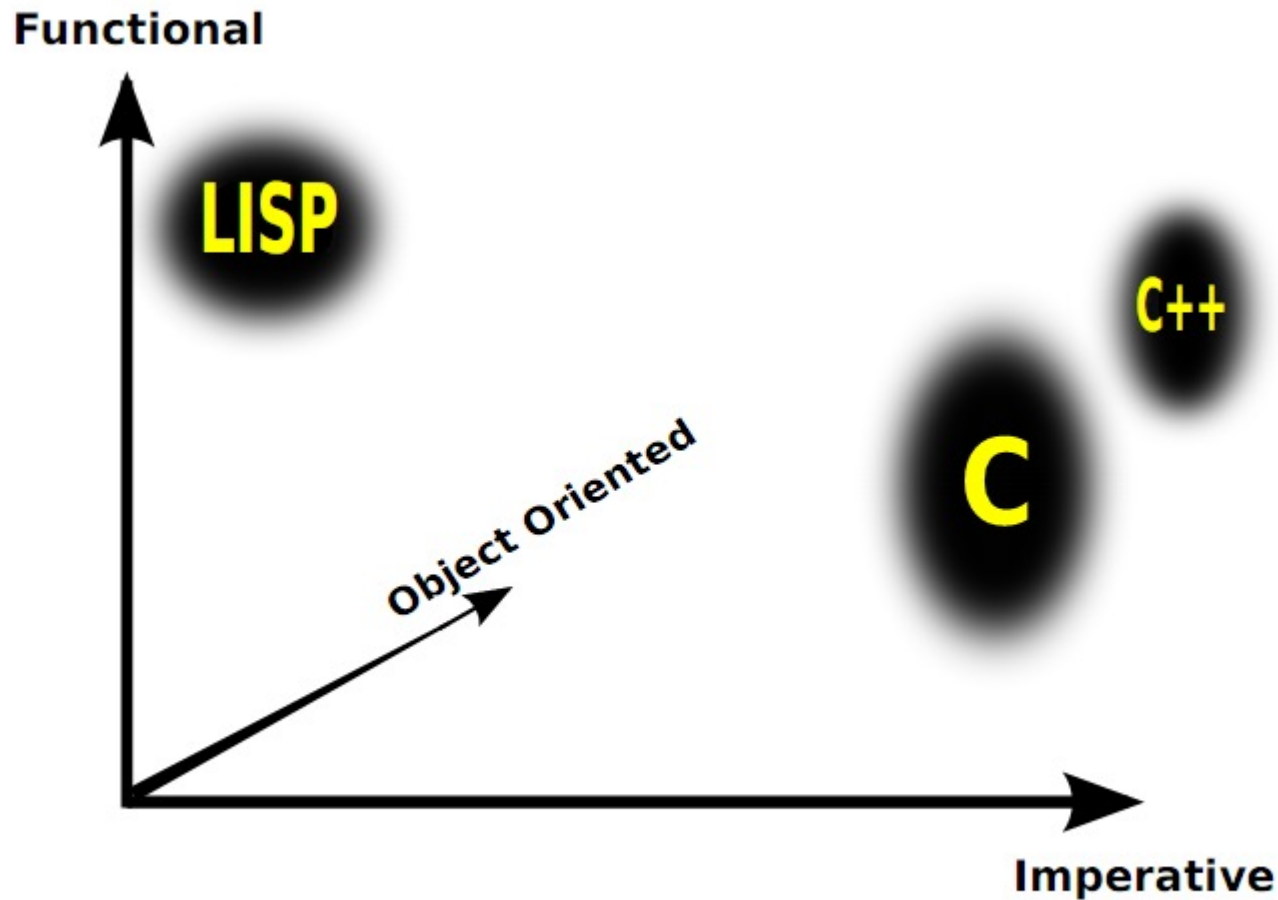 Functional
LISP
C++
C
Object Oriented
Imperative